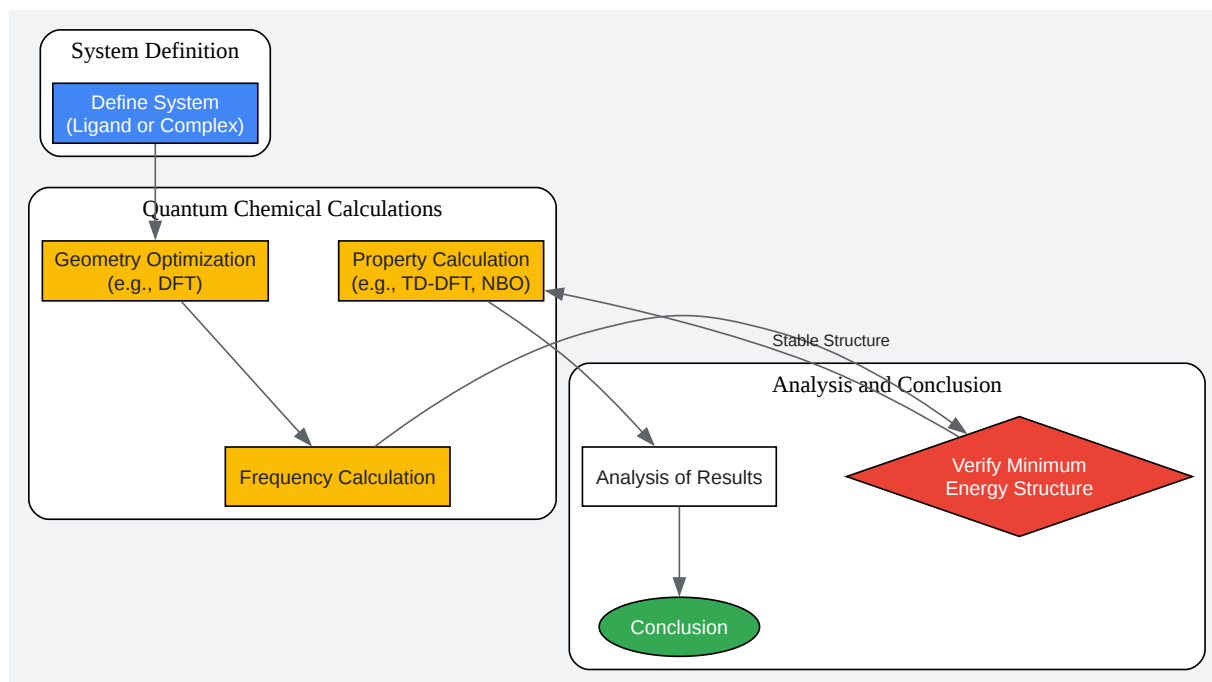 System Definition
Define System
(Ligand or Complex)
Quantum Chemical Calculations
Geometry Optimization
(e.g., DFT)
Property Calculation
(e.g., TD-DFT, NBO)
Stable Structure
Analysis and Conclusion
Frequency Calculation
Analysis of Results
Verify Minimum
Energy Structure
Conclusion